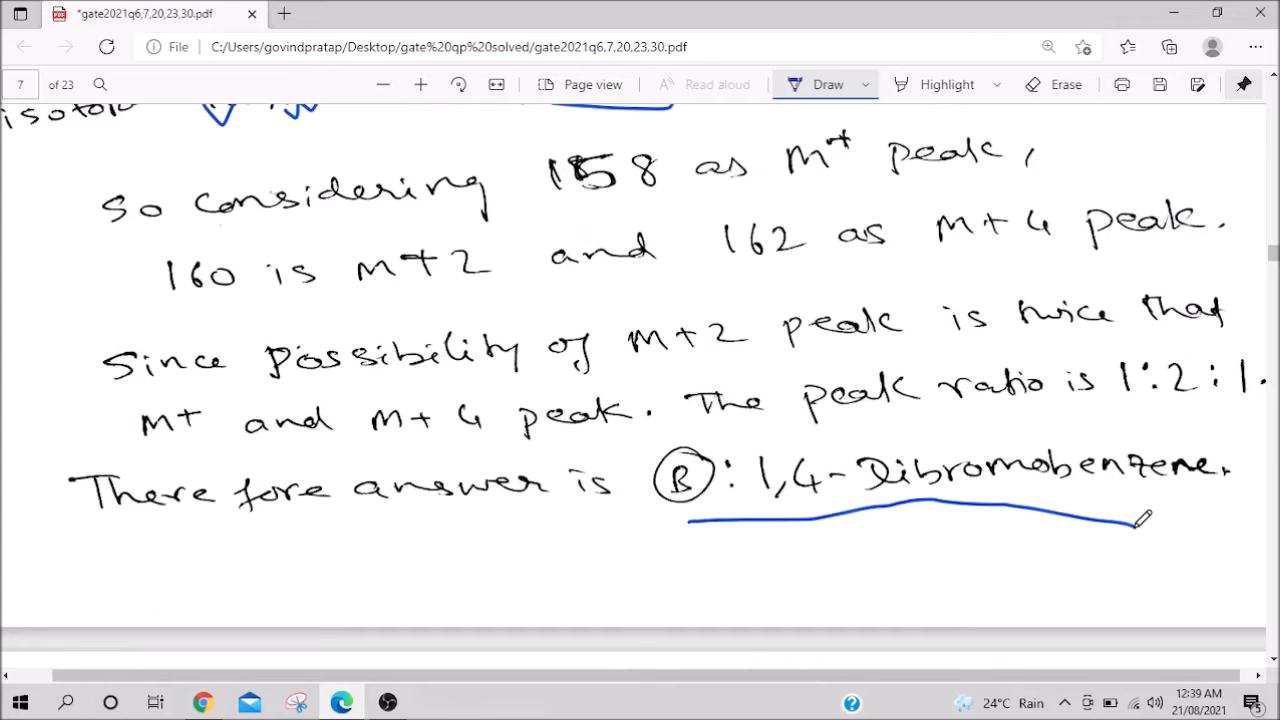 *gate2021q6,7,20,23,30.pdf
File C:/Users/govindpratap/Desktop/gate%20qp%20solved/gate2021q6,7,20,23,30.pdf
7 of 23 Page view Read aloud Draw Highlight Erase
So considering 158 as M+ peak,
160 is M+2 and 162 as M+4 peak.
Since possibility of M+2 peak is twice that
M+ and M+4 peak. The peak ratio is 1:2:1.
There fore answer is B : 1,4-Dibromobenzene.
24°C Rain
12:39 AM
21/08/2021
5